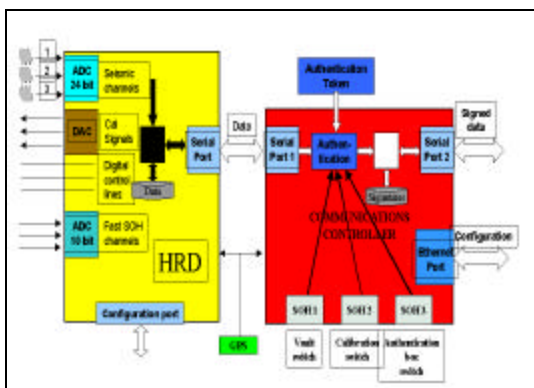 1
2
3
ADC
24 bit
Seismic
channels
DAC
Cal
Signals
Digital
control
lines
ADC
10 bit
Fast SOH
channels
Data
Serial
Port
HRD
Configuration port
Data
GPS
Authentication
Token
Serial
Port 1
Authen-
tication
Signature
Serial
Port 2
Signed
data
COMMUNICATIONS
CONTROLLER
Ethernet
Port
Configuration
SOH1
SOH2
SOH3
Vault
switch
Calibration
switch
Authentication
box
switch